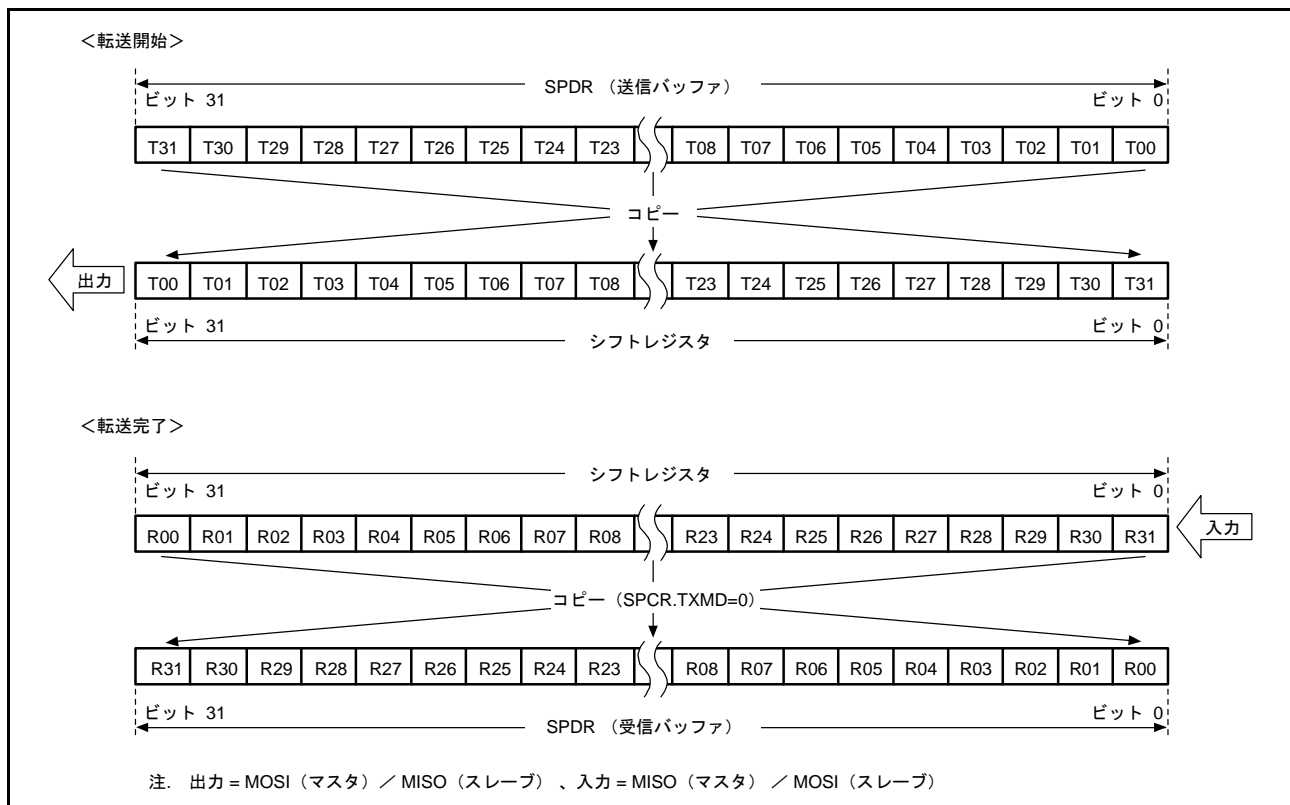 ＜転送開始＞
SPDR （送信バッファ）
ビット 31 ビット 0
T31 T30 T29 T28 T27 T26 T25 T24 T23 T08 T07 T06 T05 T04 T03 T02 T01 T00
コピー
出力 T00 T01 T02 T03 T04 T05 T06 T07 T08 T23 T24 T25 T26 T27 T28 T29 T30 T31
ビット 31 ビット 0
シフトレジスタ
＜転送完了＞
シフトレジスタ
ビット 31 ビット 0
R00 R01 R02 R03 R04 R05 R06 R07 R08 R23 R24 R25 R26 R27 R28 R29 R30 R31 入力
コピー（SPCR.TXMD=0）
R31 R30 R29 R28 R27 R26 R25 R24 R23 R08 R07 R06 R05 R04 R03 R02 R01 R00
ビット 31 ビット 0
SPDR （受信バッファ）
注. 出力 = MOSI（マスタ）／ MISO（スレーブ）、入力 = MISO（マスタ）／ MOSI（スレーブ）